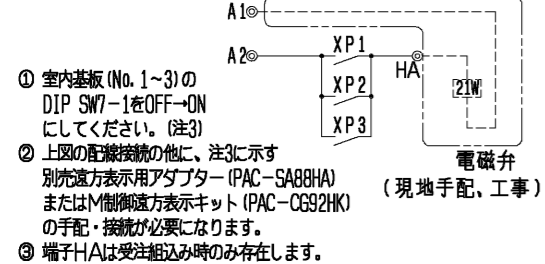 A1
A2
XP1
XP2
XP3
HA
21W
電磁弁
(現地手配、工事)
① 室内基板(No. 1~3)の
DIP SW7-1をOFF→ON
にしてください。(注3)
② 上図の配線接続の他に、注3に示す
別売遠方表示用アダプター(PAC-SA88HA)
またはM制御遠方表示キット(PAC-CG92HK)
の手配・接続が必要になります。
③ 端子HAは受注組込み時のみ存在します。